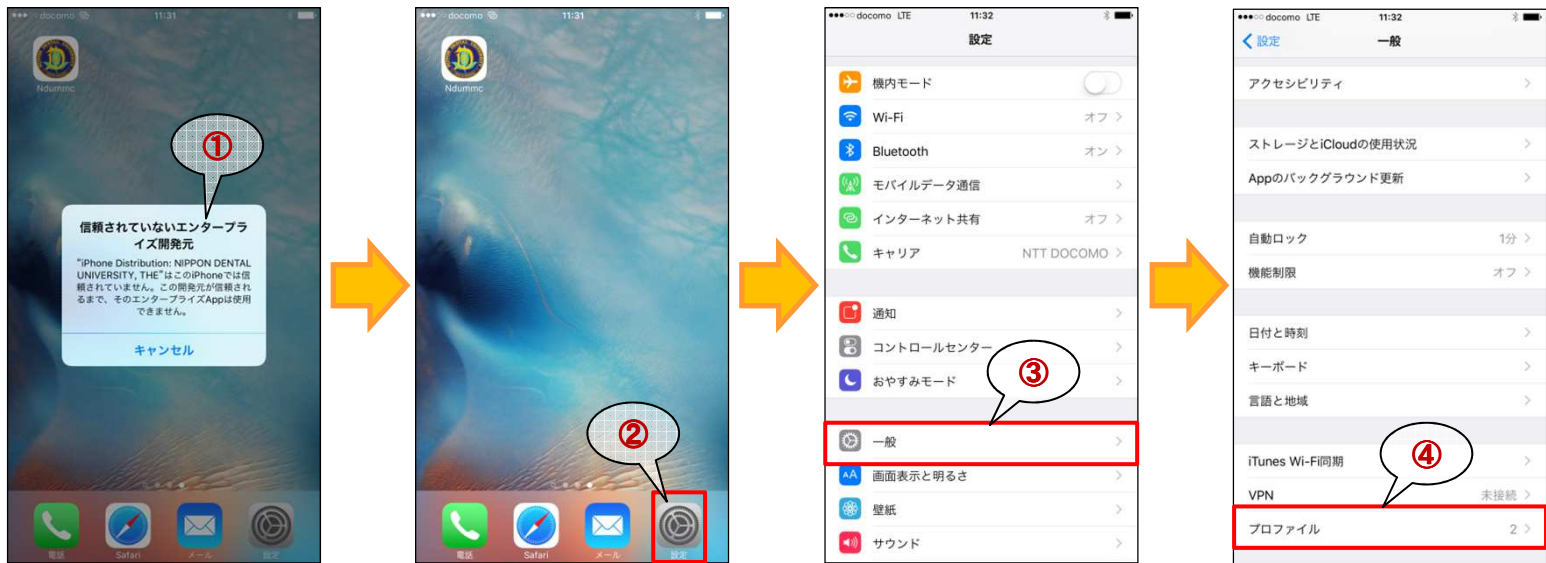 docomo 11:31
Ndummc
①
信頼されていないエンタープラ
イズ開発元
"iPhone Distribution: NIPPON DENTAL
UNIVERSITY, THE"はこのiPhoneでは信
頼されていません。この開発元が信頼され
るまで、そのエンタープライズAppは使用
できません。
キャンセル
電話 Safari メール 設定
docomo 11:31
Ndummc
②
電話 Safari メール 設定
docomo LTE 11:32
設定
機内モード
Wi-Fi オフ
Bluetooth オン
モバイルデータ通信
インターネット共有 オフ
キャリア NTT DOCOMO
通知
コントロールセンター
おやすみモード
③
一般
AA 画面表示と明るさ
壁紙
サウンド
docomo LTE 11:32
設定 一般
アクセシビリティ
ストレージとiCloudの使用状況
Appのバックグラウンド更新
自動ロック 1分
機能制限 オフ
日付と時刻
キーボード
言語と地域
iTunes Wi-Fi同期
④
VPN 未接続
プロファイル 2